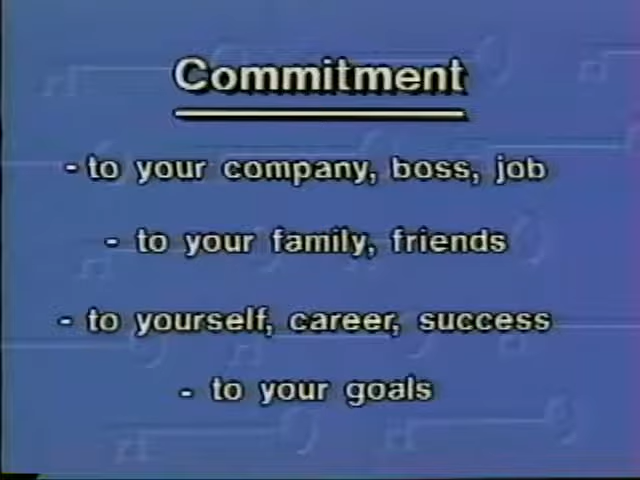 Commitment
- to your company, boss, job
- to your family, friends
- to yourself, career, success
- to your goals